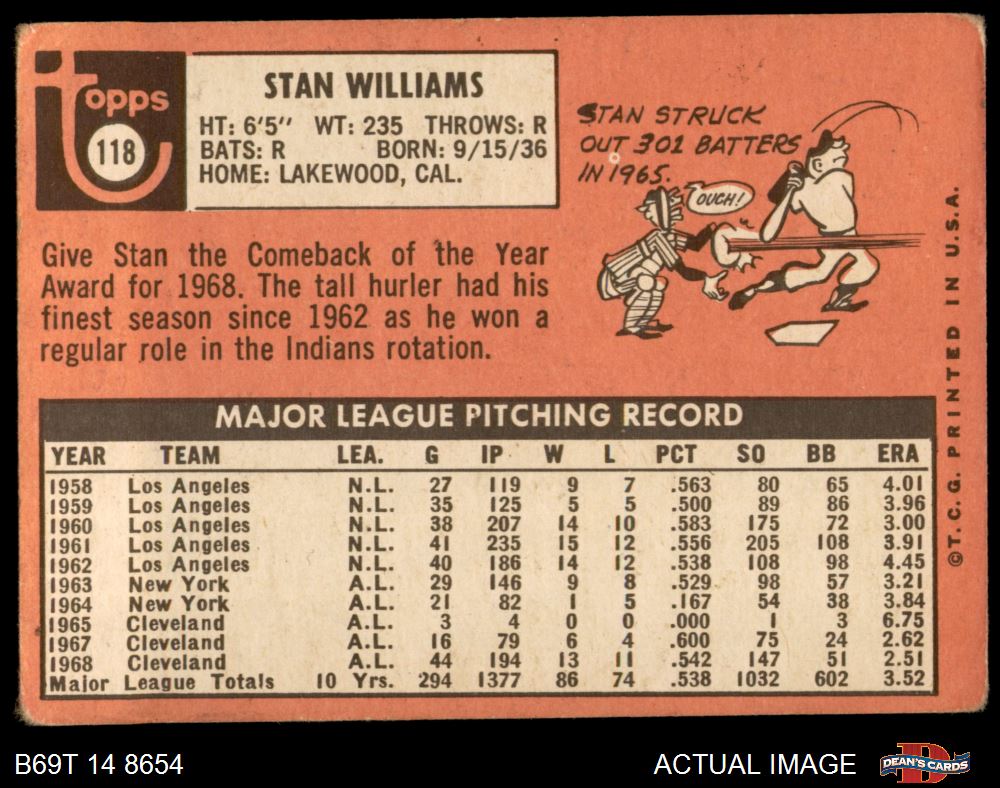 topps
118
STAN WILLIAMS
HT: 6'5" WT: 235 THROWS: R
BATS: R BORN: 9/15/36
HOME: LAKEWOOD, CAL.
STAN STRUCK
OUT 301 BATTERS
IN 1965.
OUCH!
Give Stan the Comeback of the Year
Award for 1968. The tall hurler had his
finest season since 1962 as he won a
regular role in the Indians rotation.
MAJOR LEAGUE PITCHING RECORD
YEAR TEAM LEA. G IP W L PCT SO BB ERA
1958 Los Angeles N.L. 27 119 9 7 .563 80 65 4.01
1959 Los Angeles N.L. 35 125 5 5 .500 89 86 3.96
1960 Los Angeles N.L. 38 207 14 10 .583 175 72 3.00
1961 Los Angeles N.L. 41 235 15 12 .556 205 108 3.91
1962 Los Angeles N.L. 40 186 14 12 .538 108 98 4.45
1963 New York A.L. 29 146 9 8 .529 98 57 3.21
1964 New York A.L. 21 82 1 5 .167 54 38 3.84
1965 Cleveland A.L. 3 4 0 0 .000 1 3 6.75
1967 Cleveland A.L. 16 79 6 4 .600 75 24 2.62
1968 Cleveland A.L. 44 194 13 11 .542 147 51 2.51
Major League Totals 10 Yrs. 294 1377 86 74 .538 1032 602 3.52
©T.C.G. PRINTED IN U.S.A.
B69T 14 8654
ACTUAL IMAGE
DEAN'S CARDS